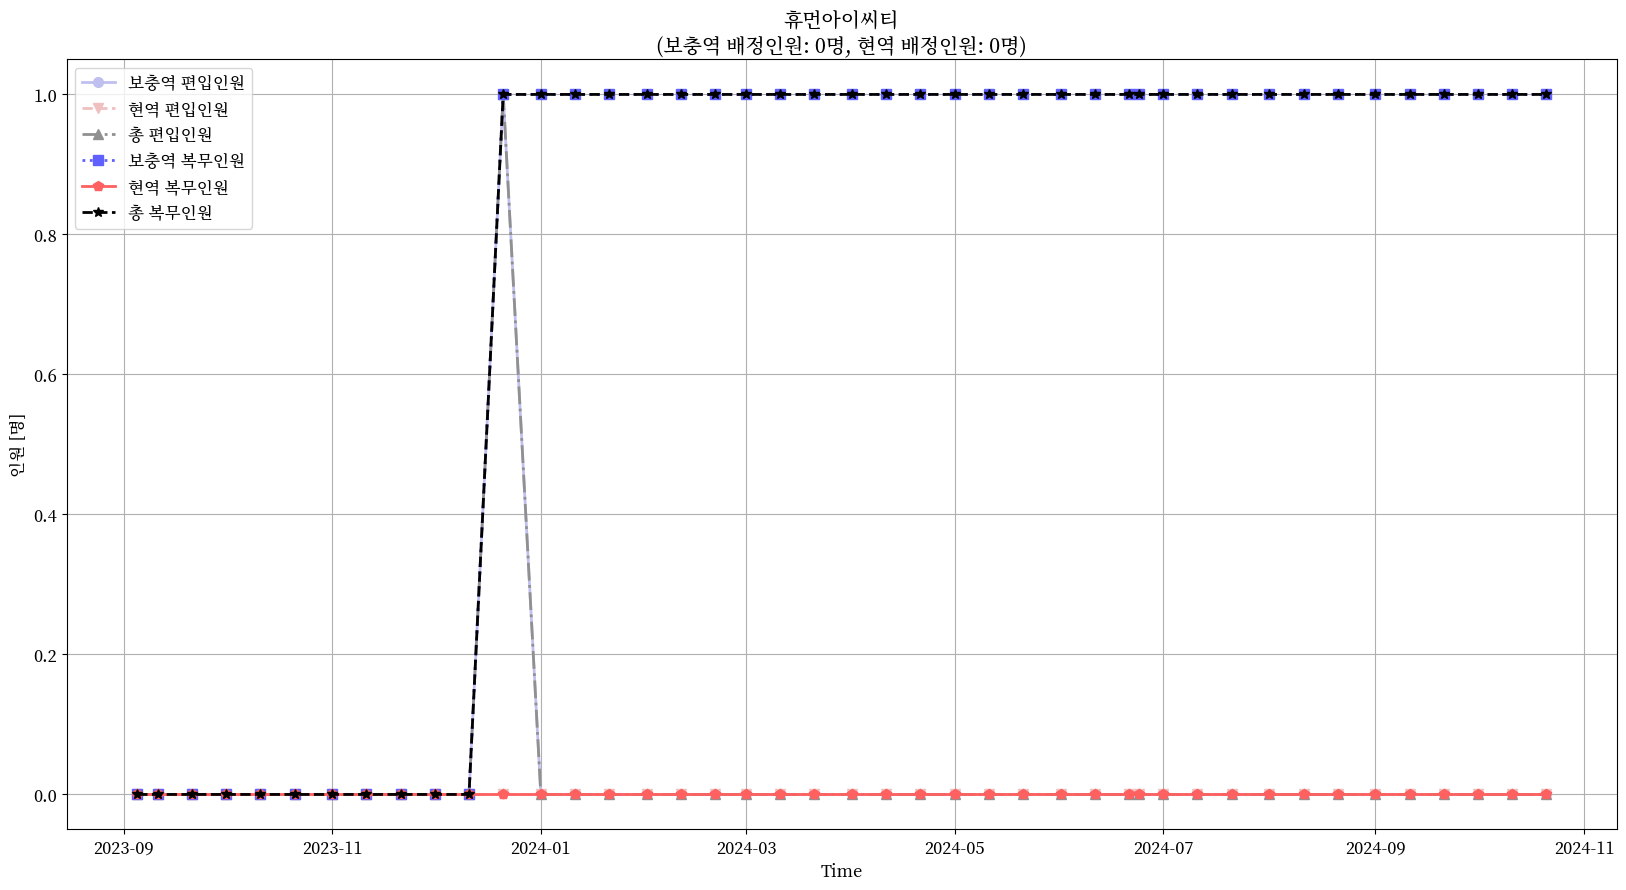 휴먼아이씨티
(보충역 배정인원: 0명, 현역 배정인원: 0명)
보충역 편입인원
현역 편입인원
총 편입인원
보충역 복무인원
현역 복무인원
총 복무인원
1.0
0.8
0.6
0.4
0.2
0.0
인원 [명]
2023-09
2023-11
2024-01
2024-03
2024-05
2024-07
2024-09
2024-11
Time